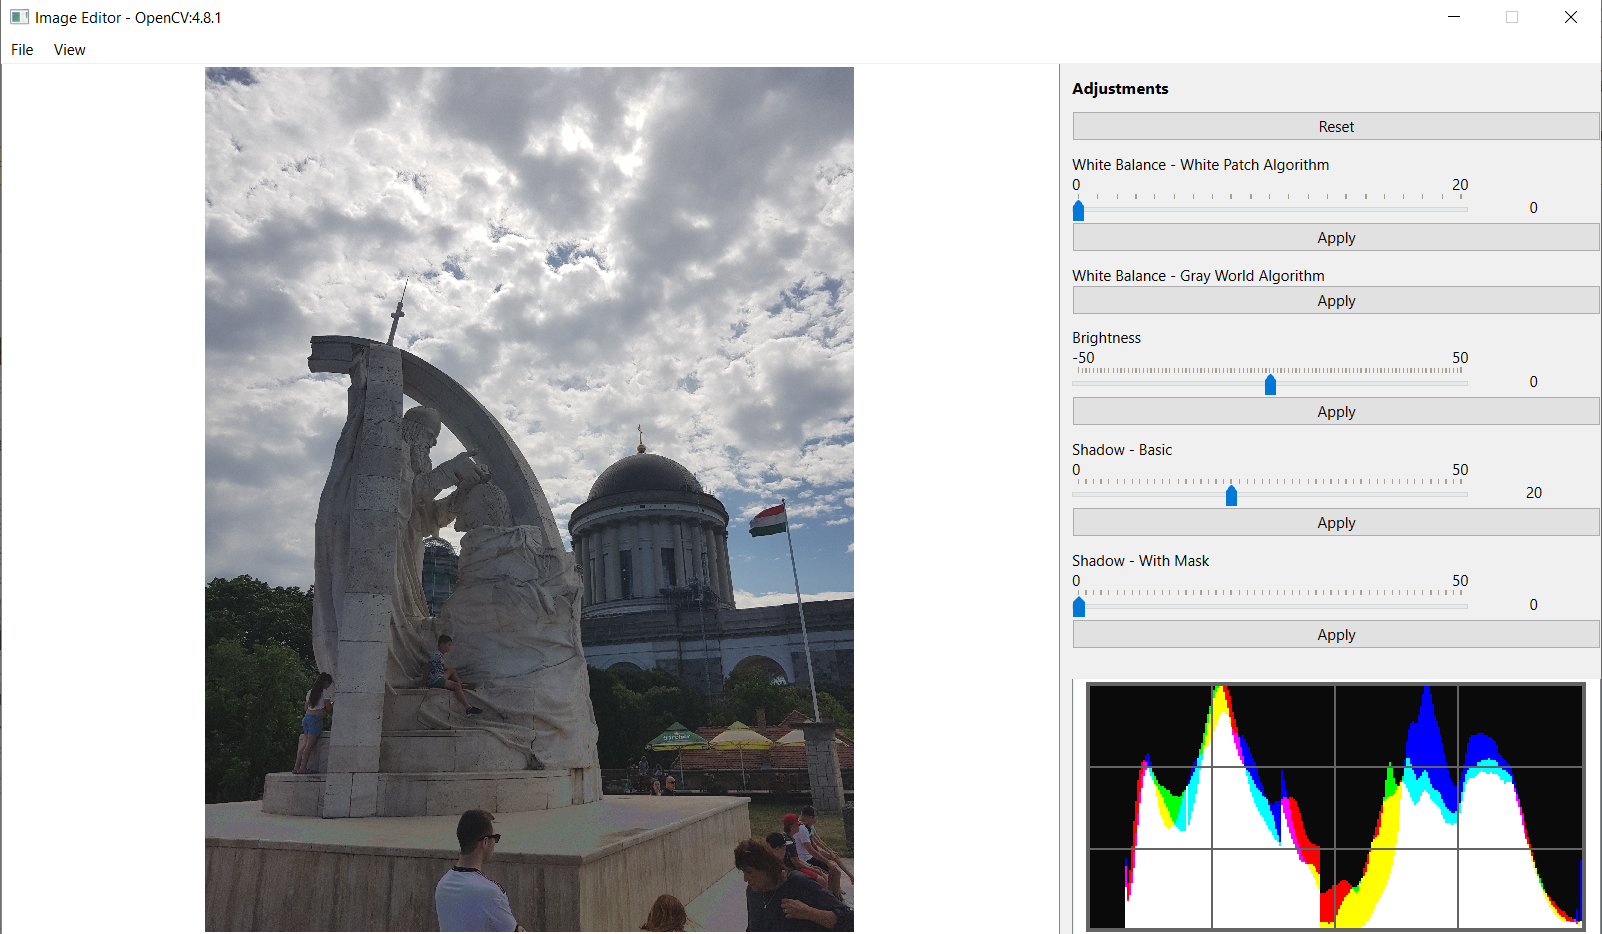 Image Editor - OpenCV:4.8.1
File View
Adjustments
Reset
White Balance - White Patch Algorithm
0 20
0
Apply
White Balance - Gray World Algorithm
Apply
Brightness
-50 50
0
Apply
Shadow - Basic
0 50
20
Apply
Shadow - With Mask
0 50
0
Apply